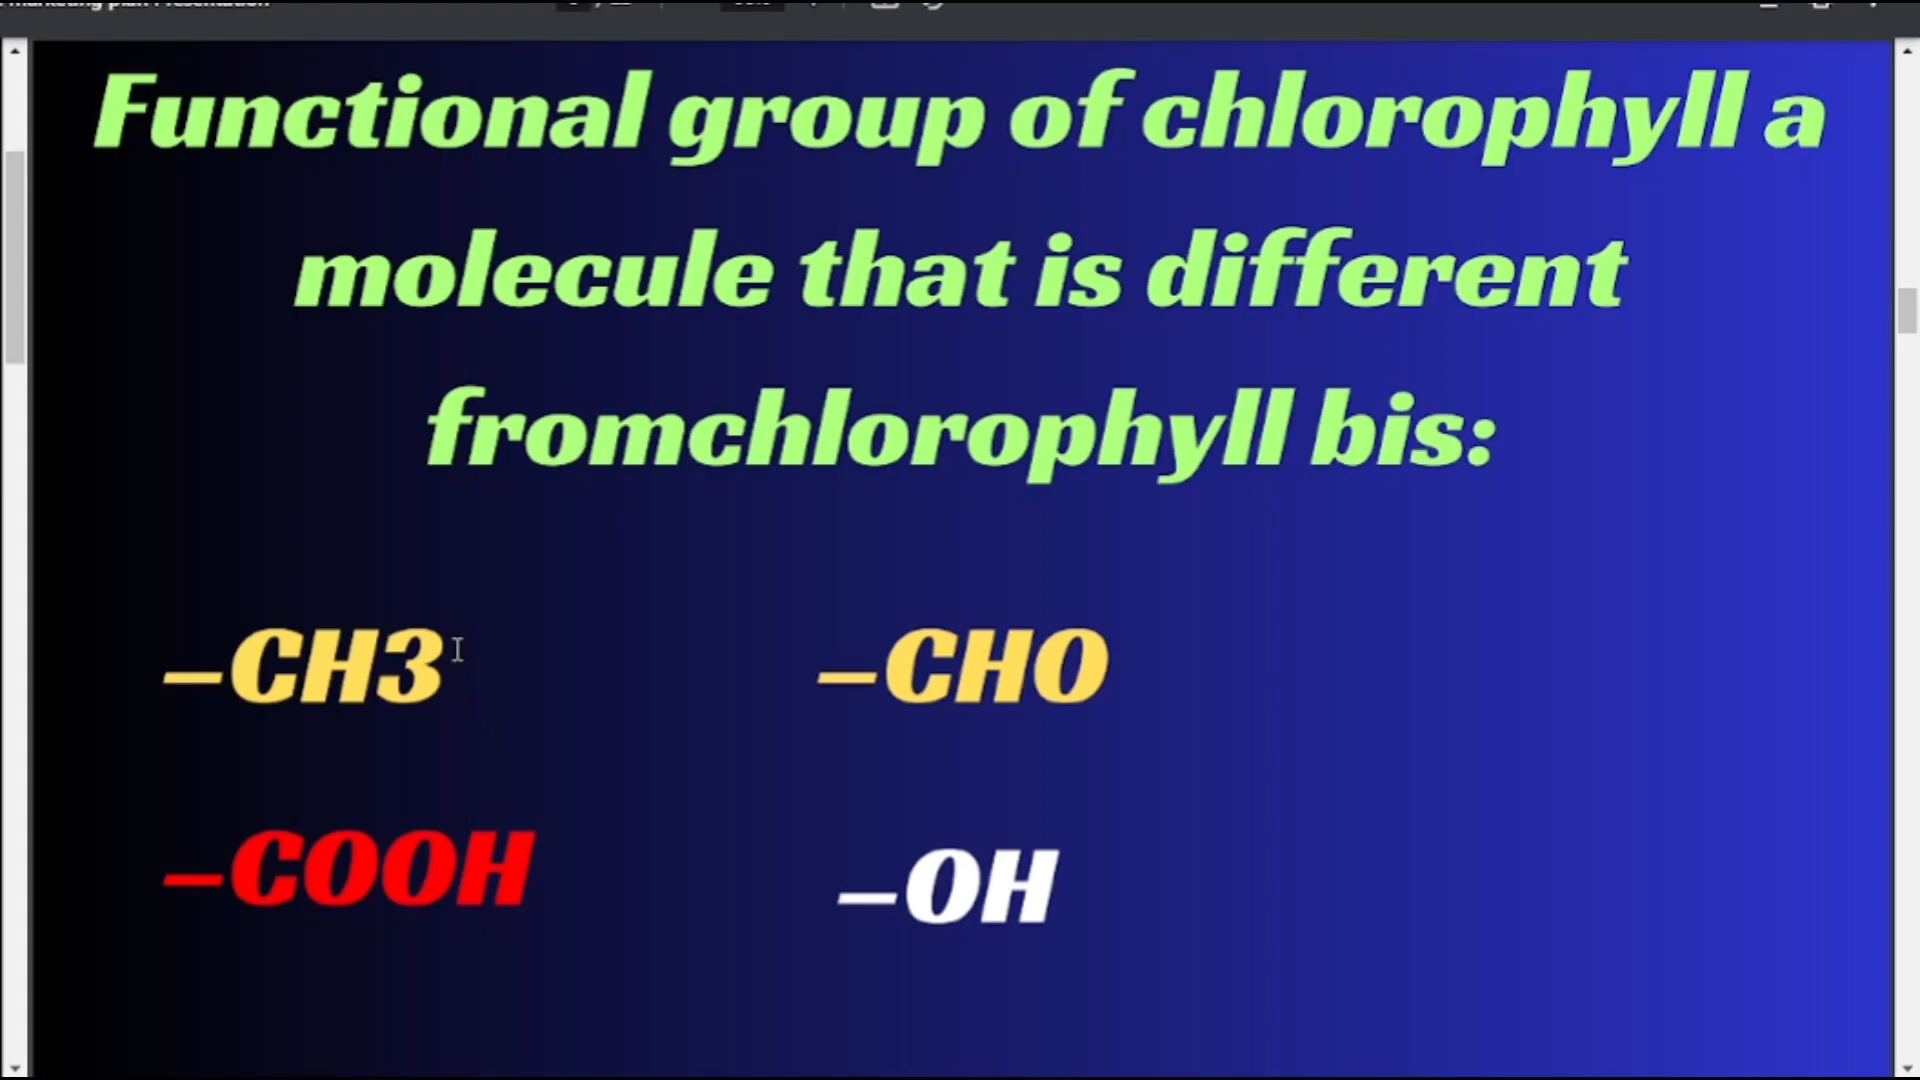 Functional group of chlorophyll a
molecule that is different
fromchlorophyll bis:
–CH3
–CHO
–COOH
–OH